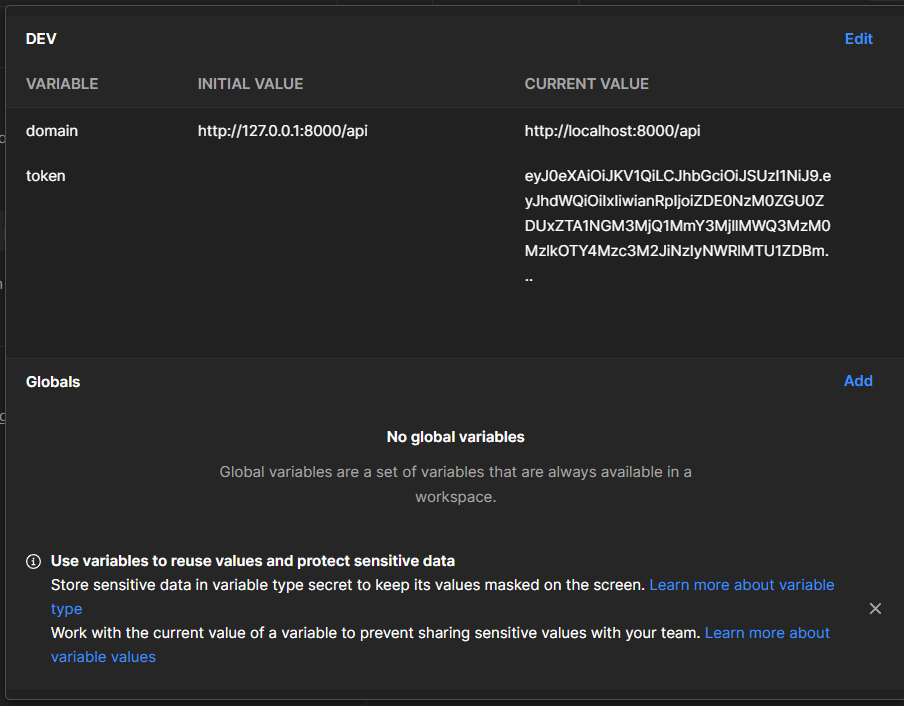 DEV Edit
VARIABLE INITIAL VALUE CURRENT VALUE
domain http://127.0.0.1:8000/api http://localhost:8000/api
token eyJ0eXAiOiJKV1QiLCJhbGciOiJSUzI1NiJ9.e
yJhdWQiOiIxIiwianRpIjoiZDE0NzM0ZGU0Z
DUxZTA1NGM3MjQ1MmY3MjllMWQ3MzM0
MzlkOTY4Mzc3M2JiNzIyNWRlMTU1ZDBm.
..
Globals Add
No global variables
Global variables are a set of variables that are always available in a
workspace.
Use variables to reuse values and protect sensitive data
Store sensitive data in variable type secret to keep its values masked on the screen. Learn more about variable
type
Work with the current value of a variable to prevent sharing sensitive values with your team. Learn more about
variable values